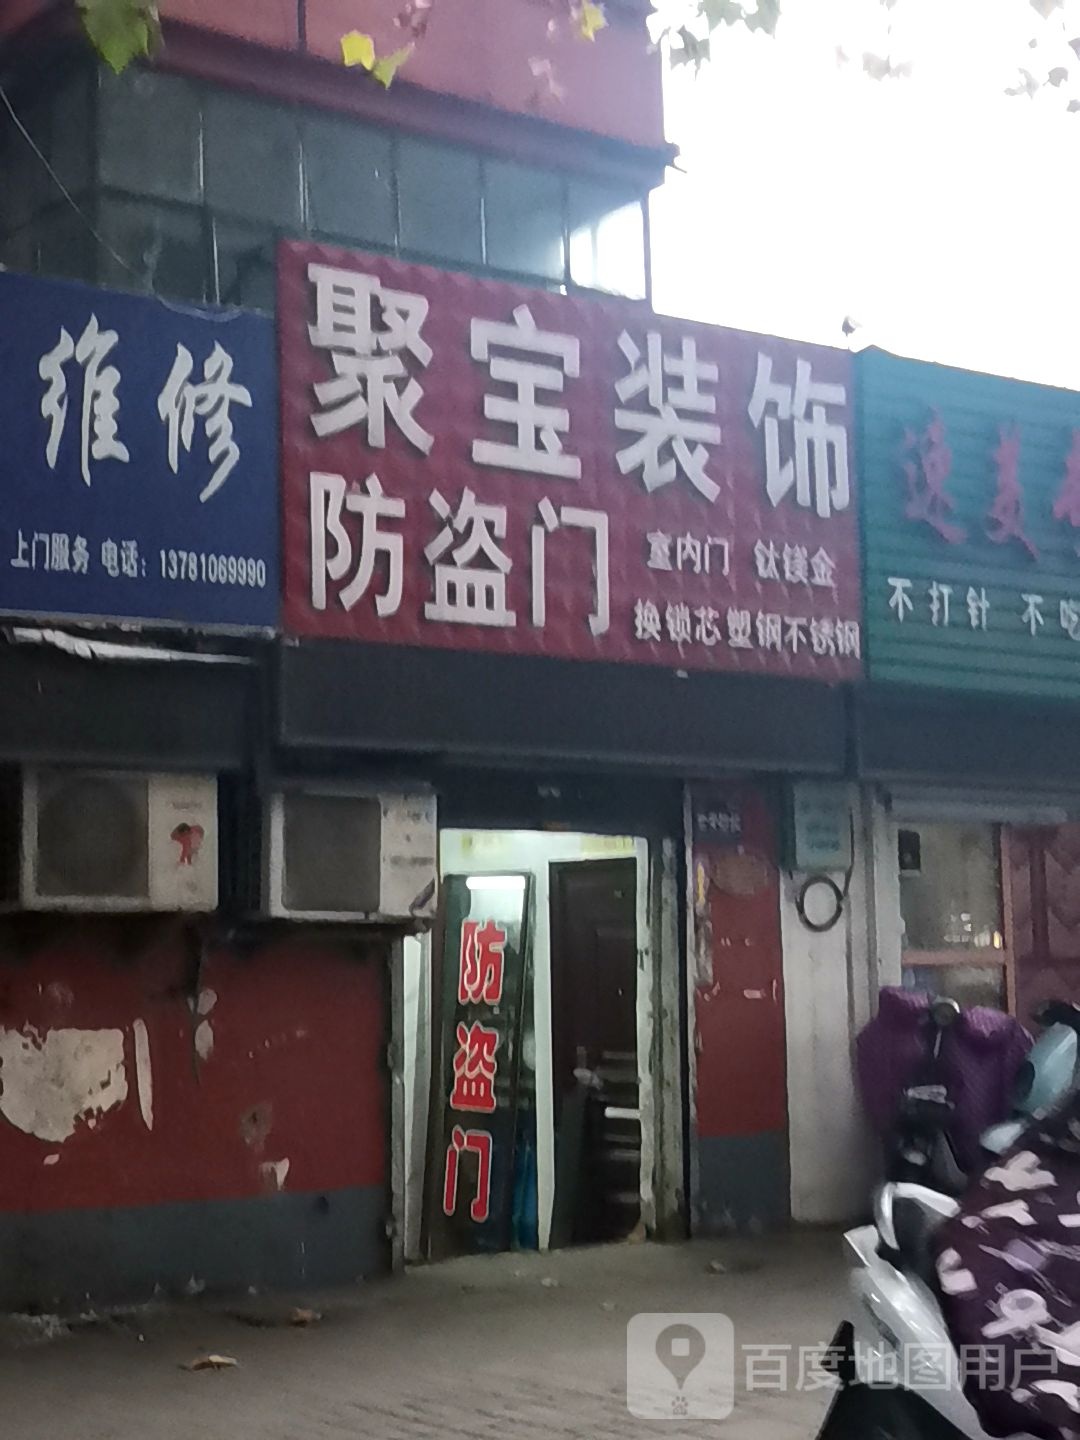 维修
上门服务 电话：13781069990
聚宝装饰
防盗门
室内门 钛镁金
换锁芯塑钢不锈钢
速美
不打针 不吃
防盗门
百度地图用户